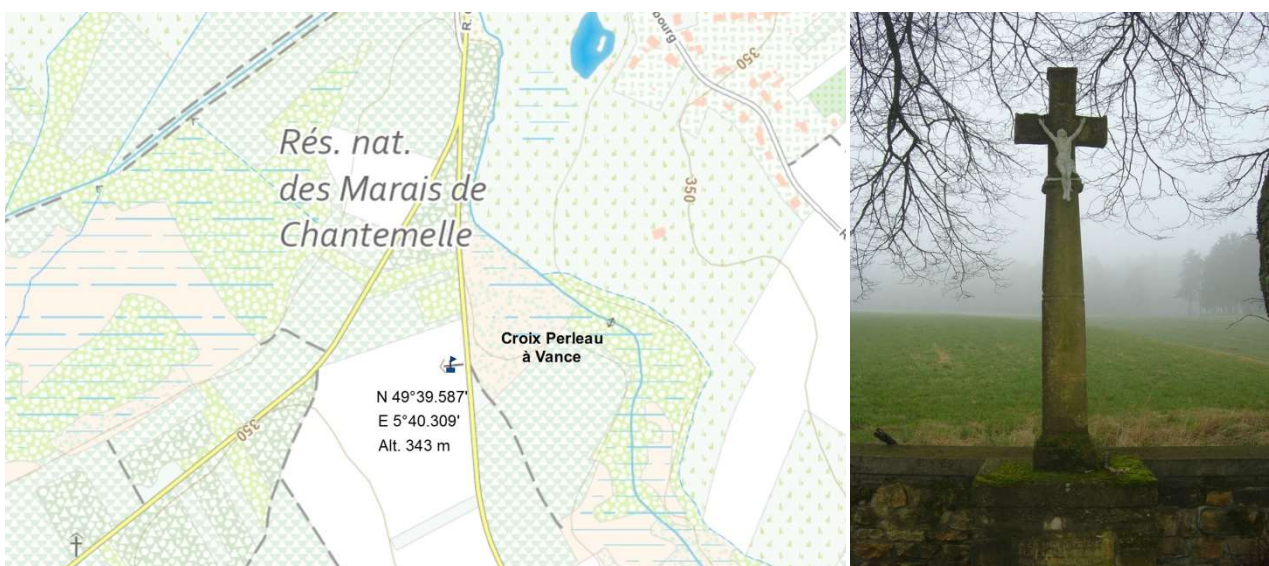 R.
bourg
350
Rés. nat.
des Marais de
Chantemelle
350
350
Croix Perleau
à Vance
N 49°39.587'
E 5°40.309'
Alt. 343 m
350